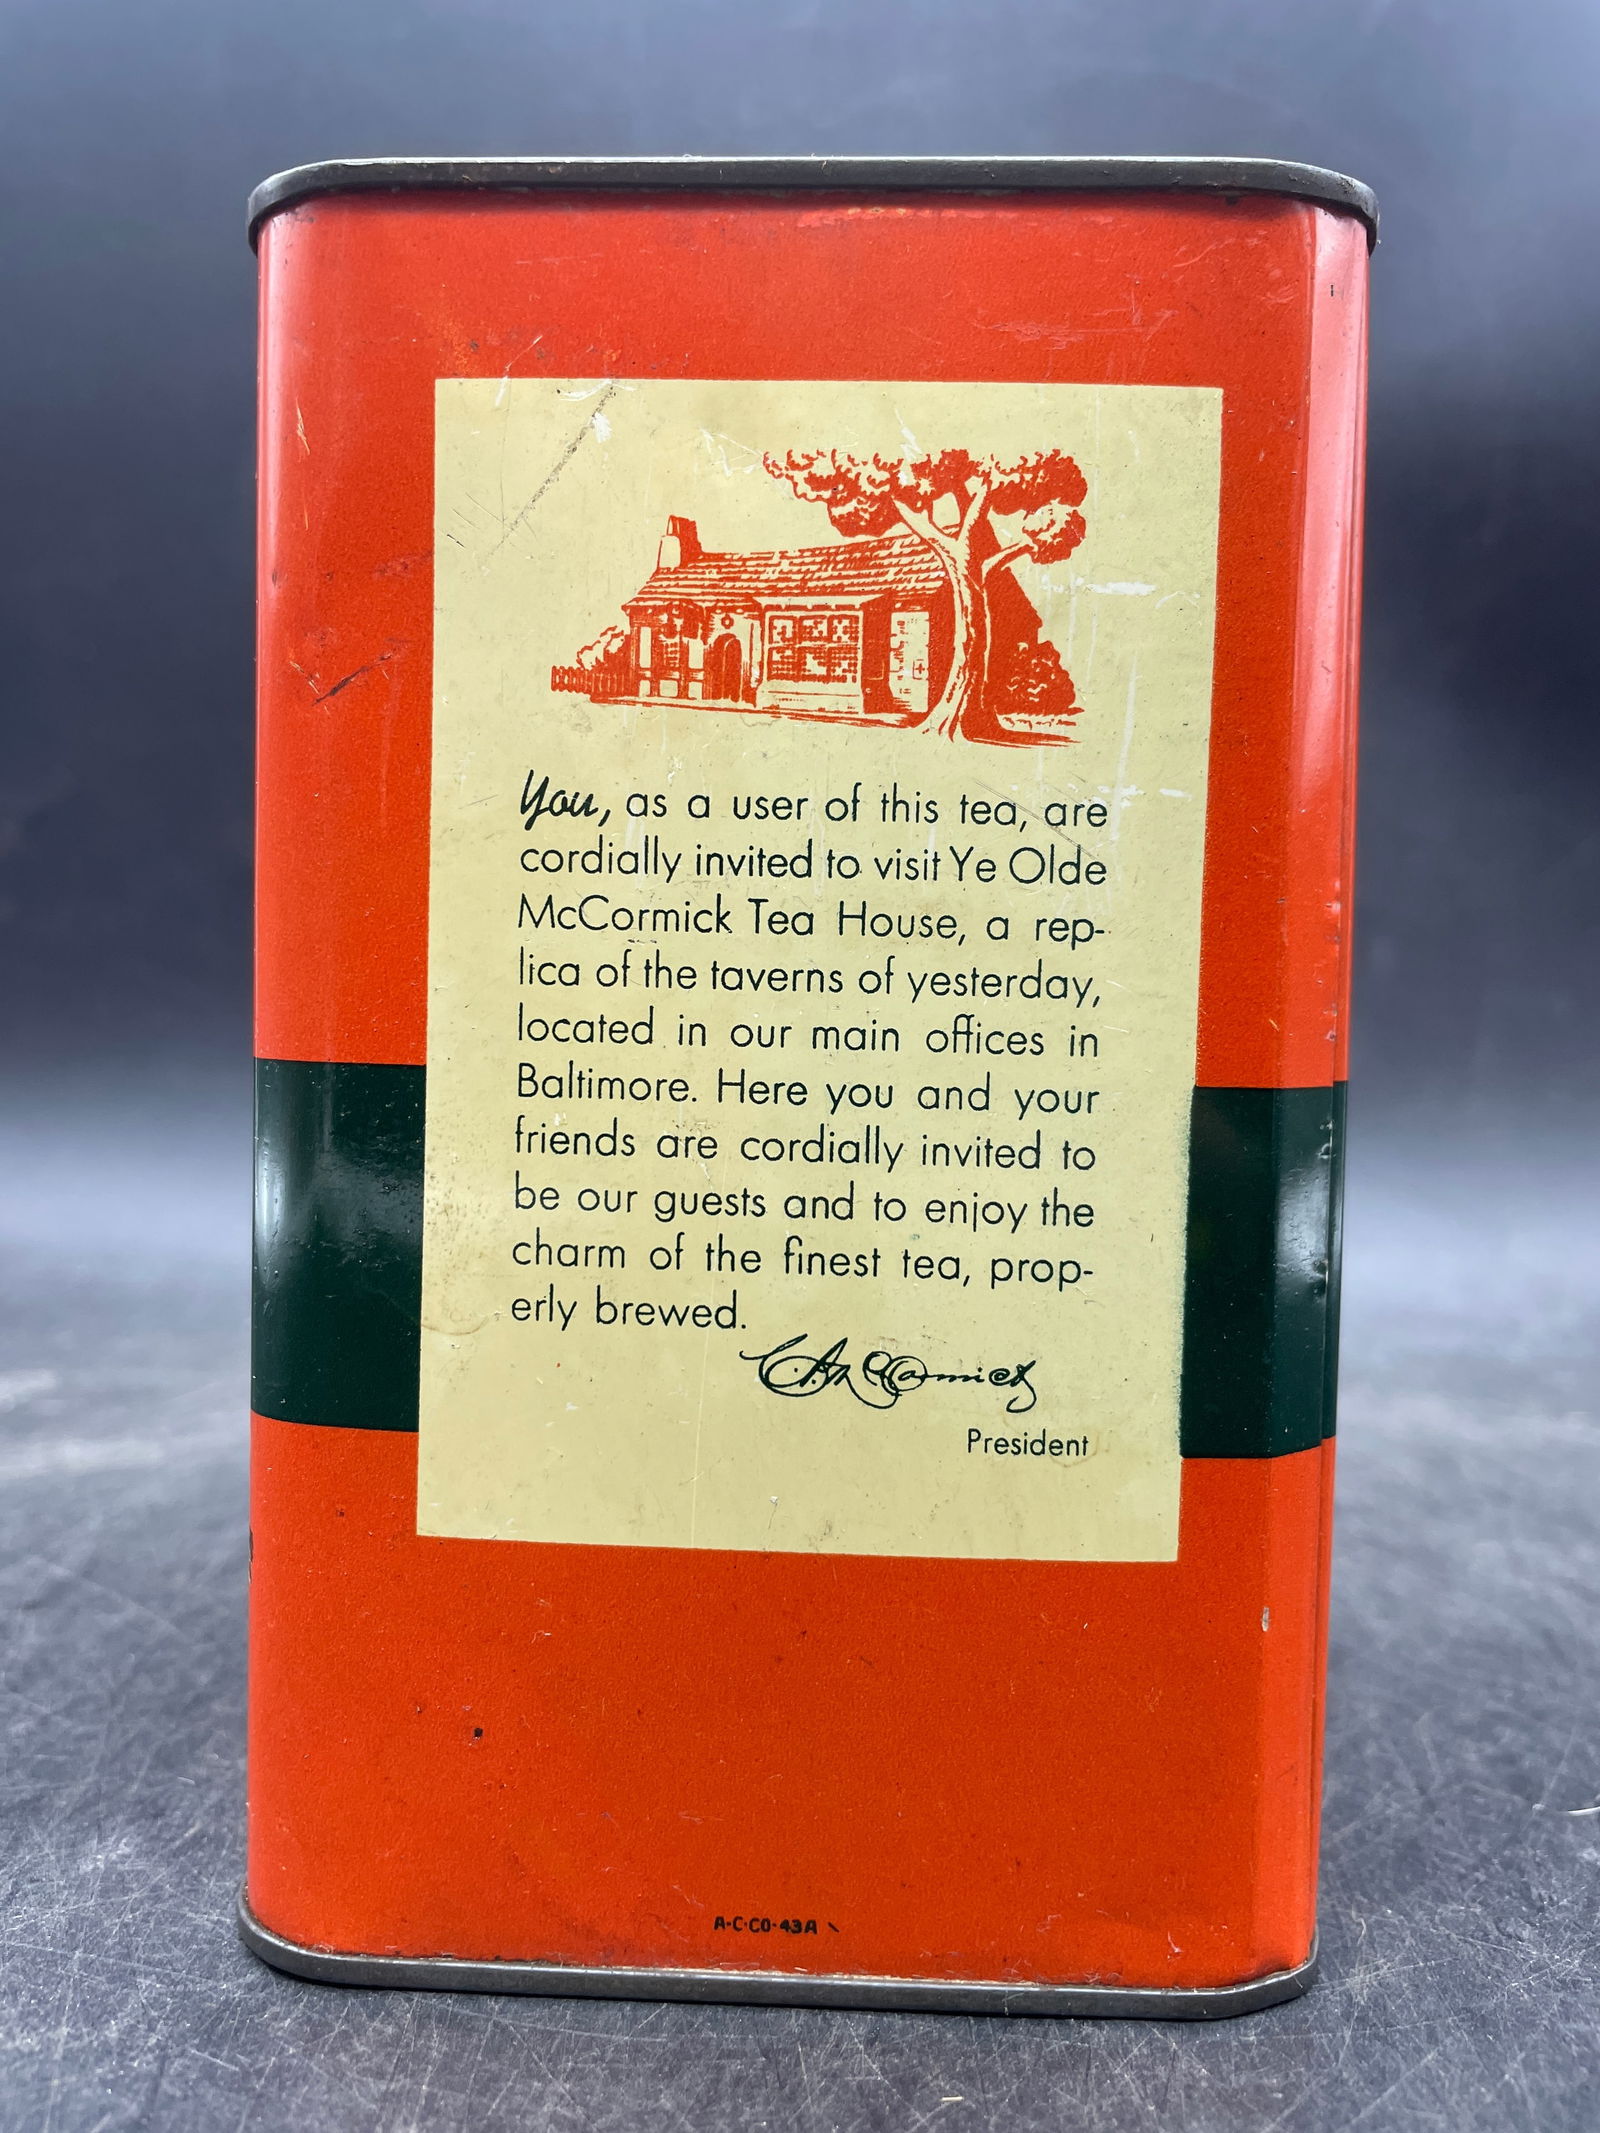 You, as a user of this tea, are
cordially invited to visit Ye Olde
McCormick Tea House, a rep-
lica of the taverns of yesterday,
located in our main offices in
Baltimore. Here you and your
friends are cordially invited to
be our guests and to enjoy the
charm of the finest tea, prop-
erly brewed.
C.P. McCormick
President
A·C·CO·43A